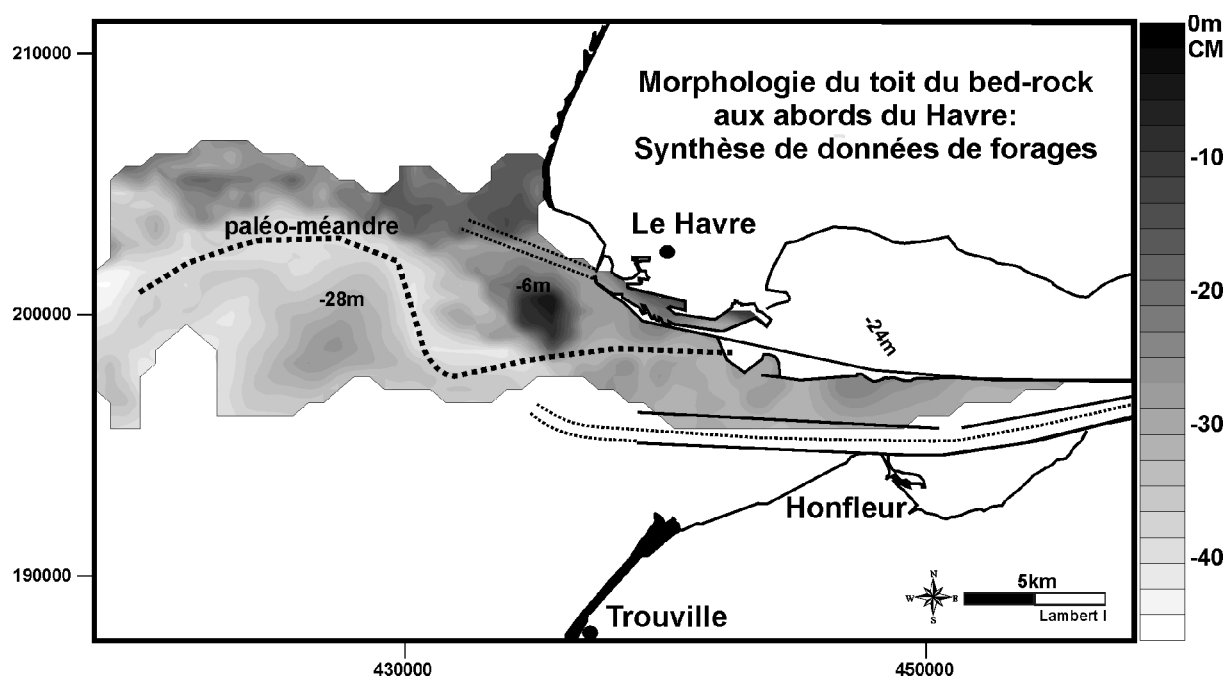 Morphologie du toit du bed-rock
aux abords du Havre:
Synthèse de données de forages
0m
CM
-10
-20
-30
-40
210000
200000
190000
430000
450000
paléo-méandre
Le Havre
-28m
-6m
-24m
Honfleur
Trouville
N
W E
S
5km
Lambert I